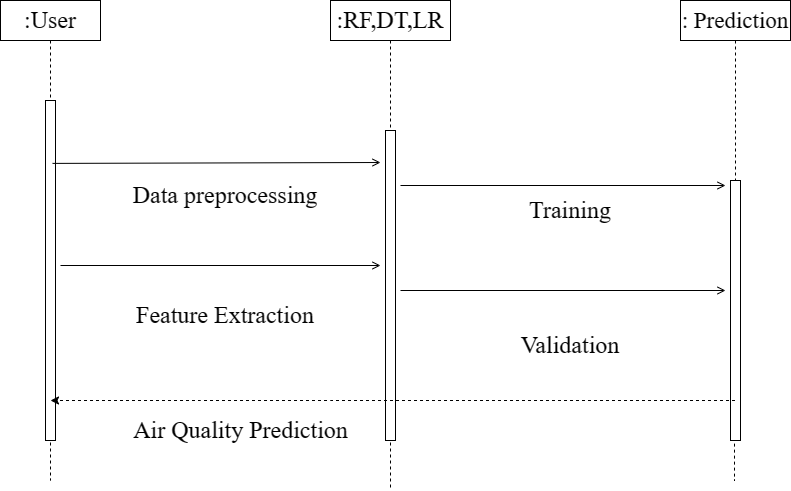 :User
:RF,DT,LR
: Prediction
Data preprocessing
Training
Feature Extraction
Validation
Air Quality Prediction